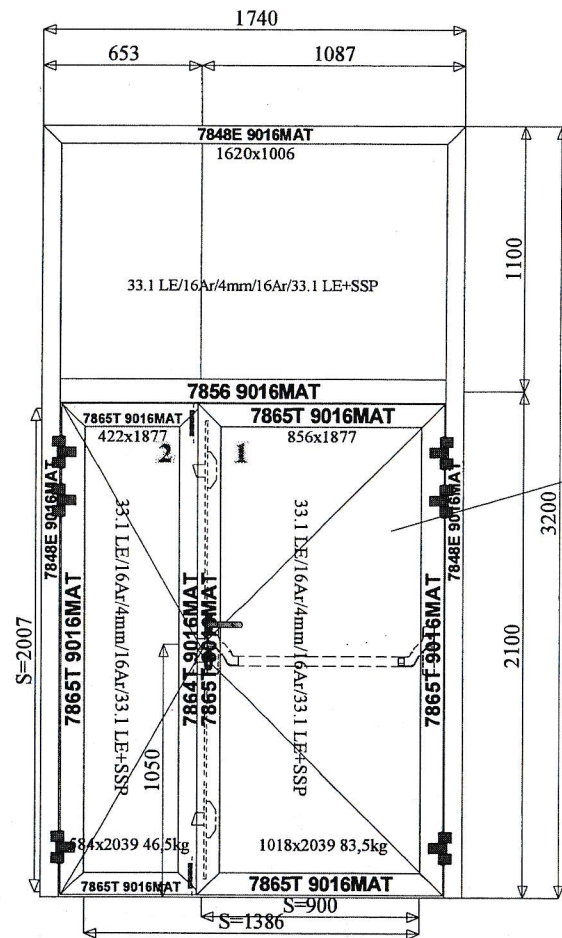 1740
653
1087
7848E 9016MAT
1620x1006
1100
33.1 LE/16Ar/4mm/16Ar/33.1 LE+SSP
7856 9016MAT
7865T 9016MAT
7865T 9016MAT
422x1877
856x1877
2
1
7848E 9016MAT
7848E 9016MAT
3200
33.1 LE/16Ar/4mm/16Ar/33.1 LE+SSP
33.1 LE/16Ar/4mm/16Ar/33.1 LE+SSP
S=2007
7865T 9016MAT
7864T 9016MAT
7865T 9016MAT
7865T 9016MAT
2100
1050
584x2039 46,5kg
1018x2039 83,5kg
7865T 9016MAT
7865T 9016MAT
S=900
S=1386